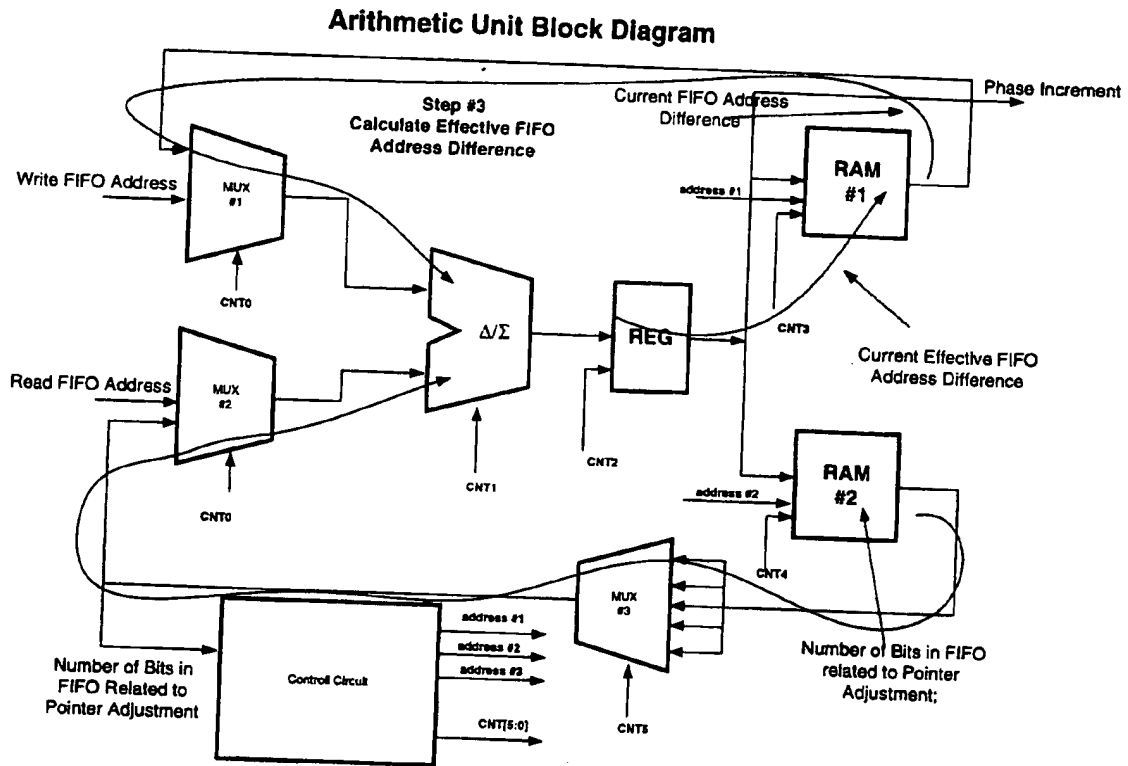 Arithmetic Unit Block Diagram
Phase Increment
Current FIFO Address
Difference
Step #3
Calculate Effective FIFO
Address Difference
Write FIFO Address
MUX
#1
CNT0
RAM
#1
address #1
CNT3
Δ/Σ
REG
Current Effective FIFO
Address Difference
Read FIFO Address
MUX
#2
CNT0
CNT1
CNT2
RAM
#2
address #2
CNT4
MUX
#3
CNT5
address #1
address #2
address #3
Controll Circuit
CNT[5:0]
Number of Bits in
FIFO Related to
Pointer Adjustment
Number of Bits in FIFO
related to Pointer
Adjustment;